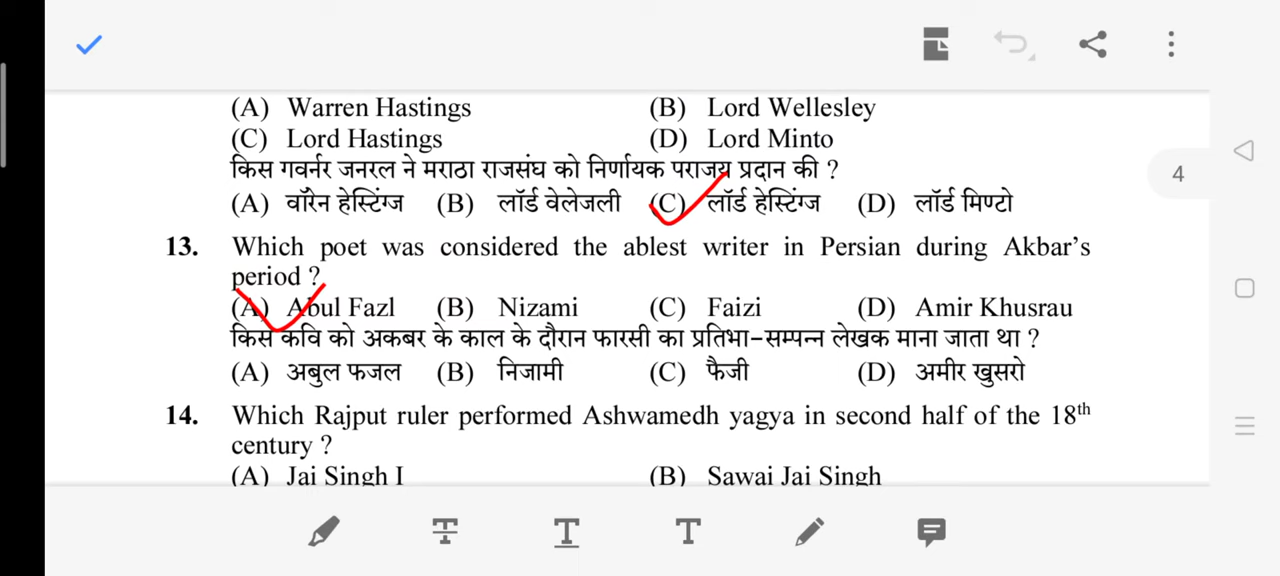 (A) Warren Hastings (B) Lord Wellesley
4
(C) Lord Hastings (D) Lord Minto
किस गवर्नर जनरल ने मराठा राजसंघ को निर्णायक पराजय प्रदान की ?
(A) वॉरेन हेस्टिंग्ज (B) लॉर्ड वेलेजली (C) लॉर्ड हेस्टिंग्ज (D) लॉर्ड मिण्टो
13. Which poet was considered the ablest writer in Persian during Akbar’s
period ?
(A) Abul Fazl (B) Nizami (C) Faizi (D) Amir Khusrau
किस कवि को अकबर के काल के दौरान फारसी का प्रतिभा-सम्पन्न लेखक माना जाता था ?
(A) अबुल फजल (B) निजामी (C) फैजी (D) अमीर खुसरो
14. Which Rajput ruler performed Ashwamedh yagya in second half of the 18th
century ?
(A) Jai Singh I (B) Sawai Jai Singh